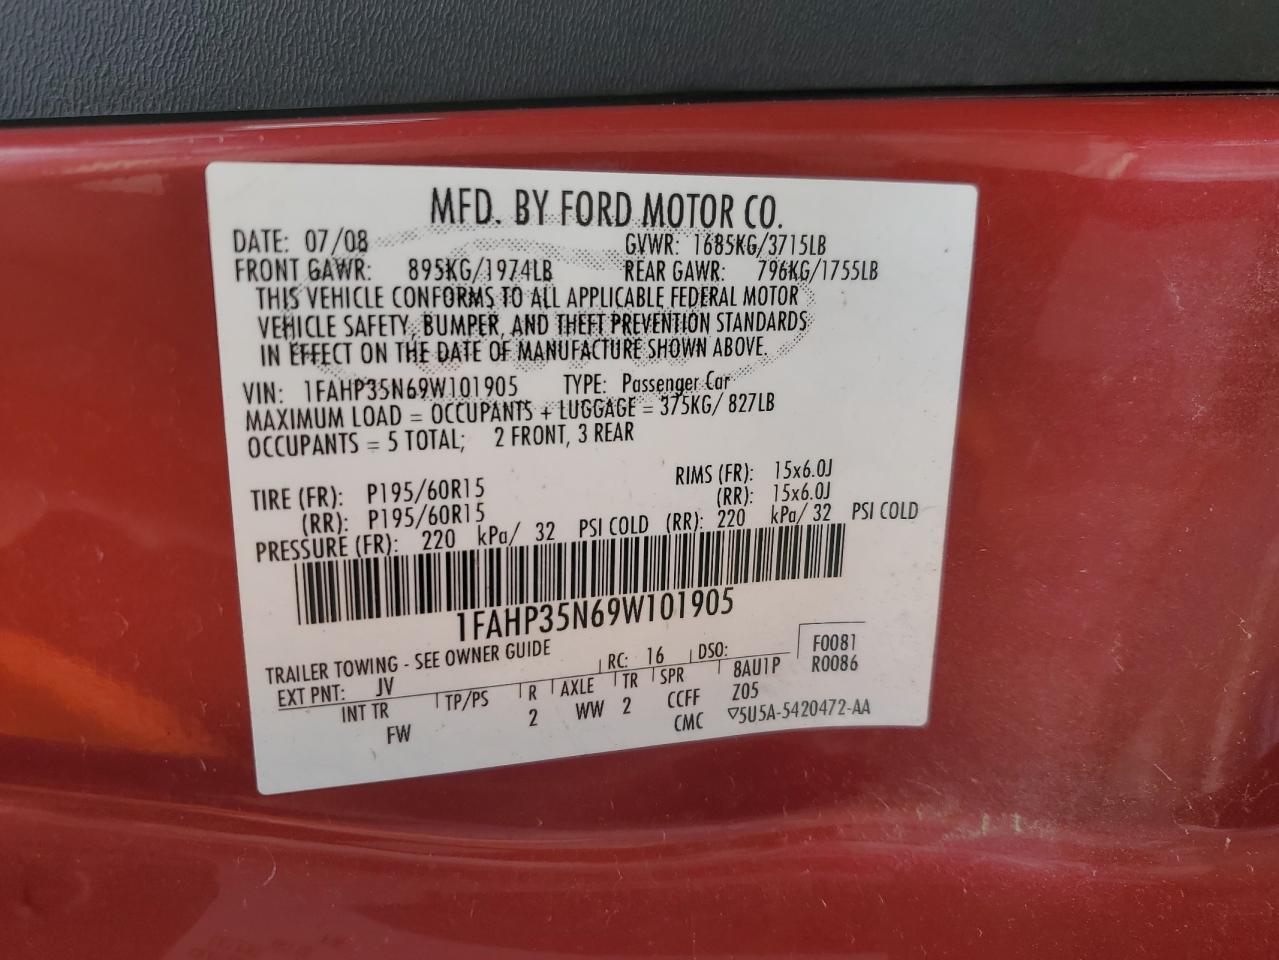 MFD. BY FORD MOTOR CO.
DATE: 07/08 GVWR: 1685KG/3715LB
FRONT GAWR: 895KG/1974LB REAR GAWR: 796KG/1755LB
THIS VEHICLE CONFORMS TO ALL APPLICABLE FEDERAL MOTOR
VEHICLE SAFETY, BUMPER, AND THEFT PREVENTION STANDARDS
IN EFFECT ON THE DATE OF MANUFACTURE SHOWN ABOVE.
VIN: 1FAHP35N69W101905 TYPE: Passenger Car
MAXIMUM LOAD = OCCUPANTS + LUGGAGE = 375KG/ 827LB
OCCUPANTS = 5 TOTAL; 2 FRONT, 3 REAR
TIRE (FR): P195/60R15 RIMS (FR): 15x6.0J
(RR): P195/60R15 (RR): 15x6.0J
PRESSURE (FR): 220 kPa/ 32 PSI COLD (RR): 220 kPa/ 32 PSI COLD
1FAHP35N69W101905
TRAILER TOWING - SEE OWNER GUIDE
EXT PNT: JV RC: 16 DSO: F0081
R0086
INT TR TP/PS R AXLE TR SPR 8AU1P
FW 2 WW 2 CCFF Z05
CMC ▽5U5A-5420472-AA